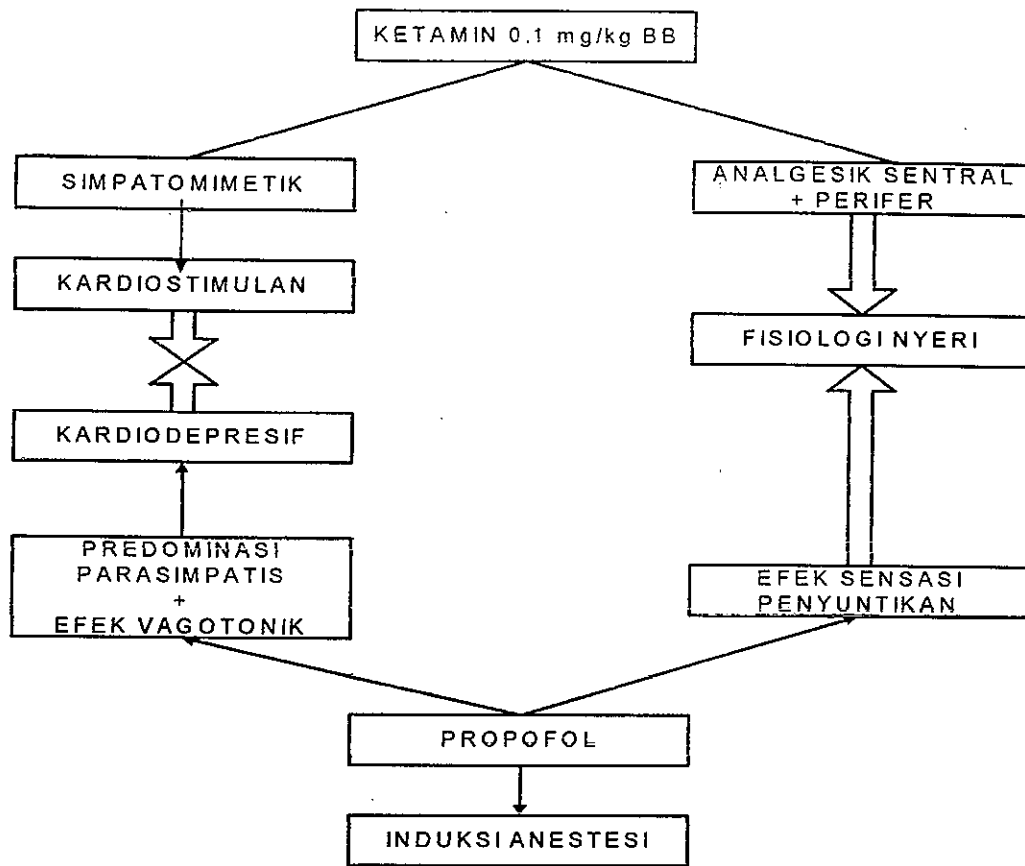 KETAMIN 0,1 mg/kg BB
SIMPATOMIMETIK
ANALGESIK SENTRAL
+ PERIFER
KARDIOSTIMULAN
FISIOLOGI NYERI
KARDIODEPRESIF
PREDOMINASI
PARASIMPATIS
+
EFEK VAGOTONIK
EFEK SENSASI
PENYUNTIKAN
PROPOFOL
INDUKSI ANESTESI